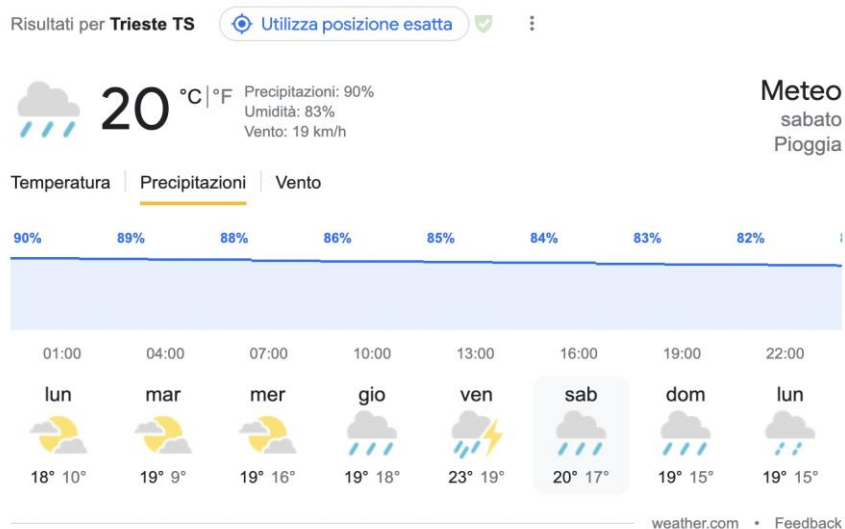 Risultati per Trieste TS Utilizza posizione esatta
20 °C|°F
Precipitazioni: 90%
Umidità: 83%
Vento: 19 km/h
Meteo
sabato
Pioggia
Temperatura Precipitazioni Vento
90% 89% 88% 86% 85% 84% 83% 82%
01:00 04:00 07:00 10:00 13:00 16:00 19:00 22:00
lun mar mer gio ven sab dom lun
18° 10° 19° 9° 19° 16° 19° 18° 23° 19° 20° 17° 19° 15° 19° 15°
weather.com • Feedback